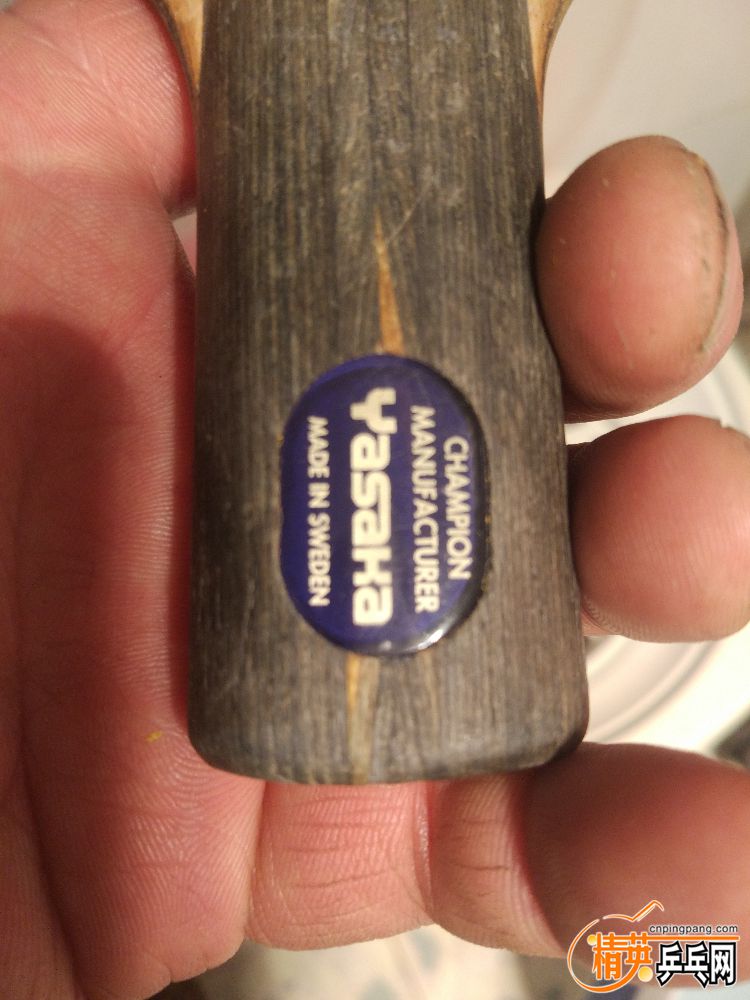 CHAMPION
MANUFACTURER
Yasaka
MADE IN SWEDEN
cnpingpang.com
精英乒乓网